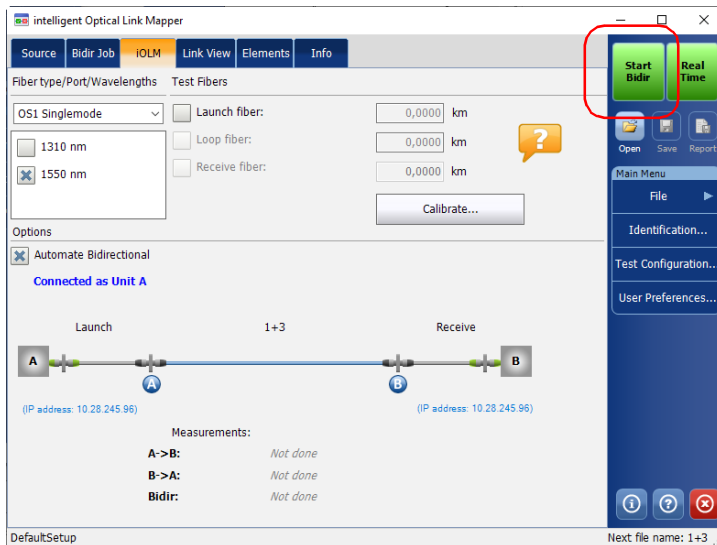 intelligent Optical Link Mapper
Source Bidir Job iOLM Link View Elements Info
Start Bidir
Real Time
Fiber type/Port/Wavelengths
Test Fibers
OS1 Singlemode
1310 nm
1550 nm
Launch fiber: 0,0000 km
Loop fiber: 0,0000 km
Receive fiber: 0,0000 km
?
Calibrate...
Open Save Report
Main Menu
File
Identification...
Test Configuration...
User Preferences...
Options
Automate Bidirectional
Connected as Unit A
Launch 1+3 Receive
A B
A B
(IP address: 10.28.245.96) (IP address: 10.28.245.96)
Measurements:
A->B: Not done
B->A: Not done
Bidir: Not done
DefaultSetup
Next file name: 1+3